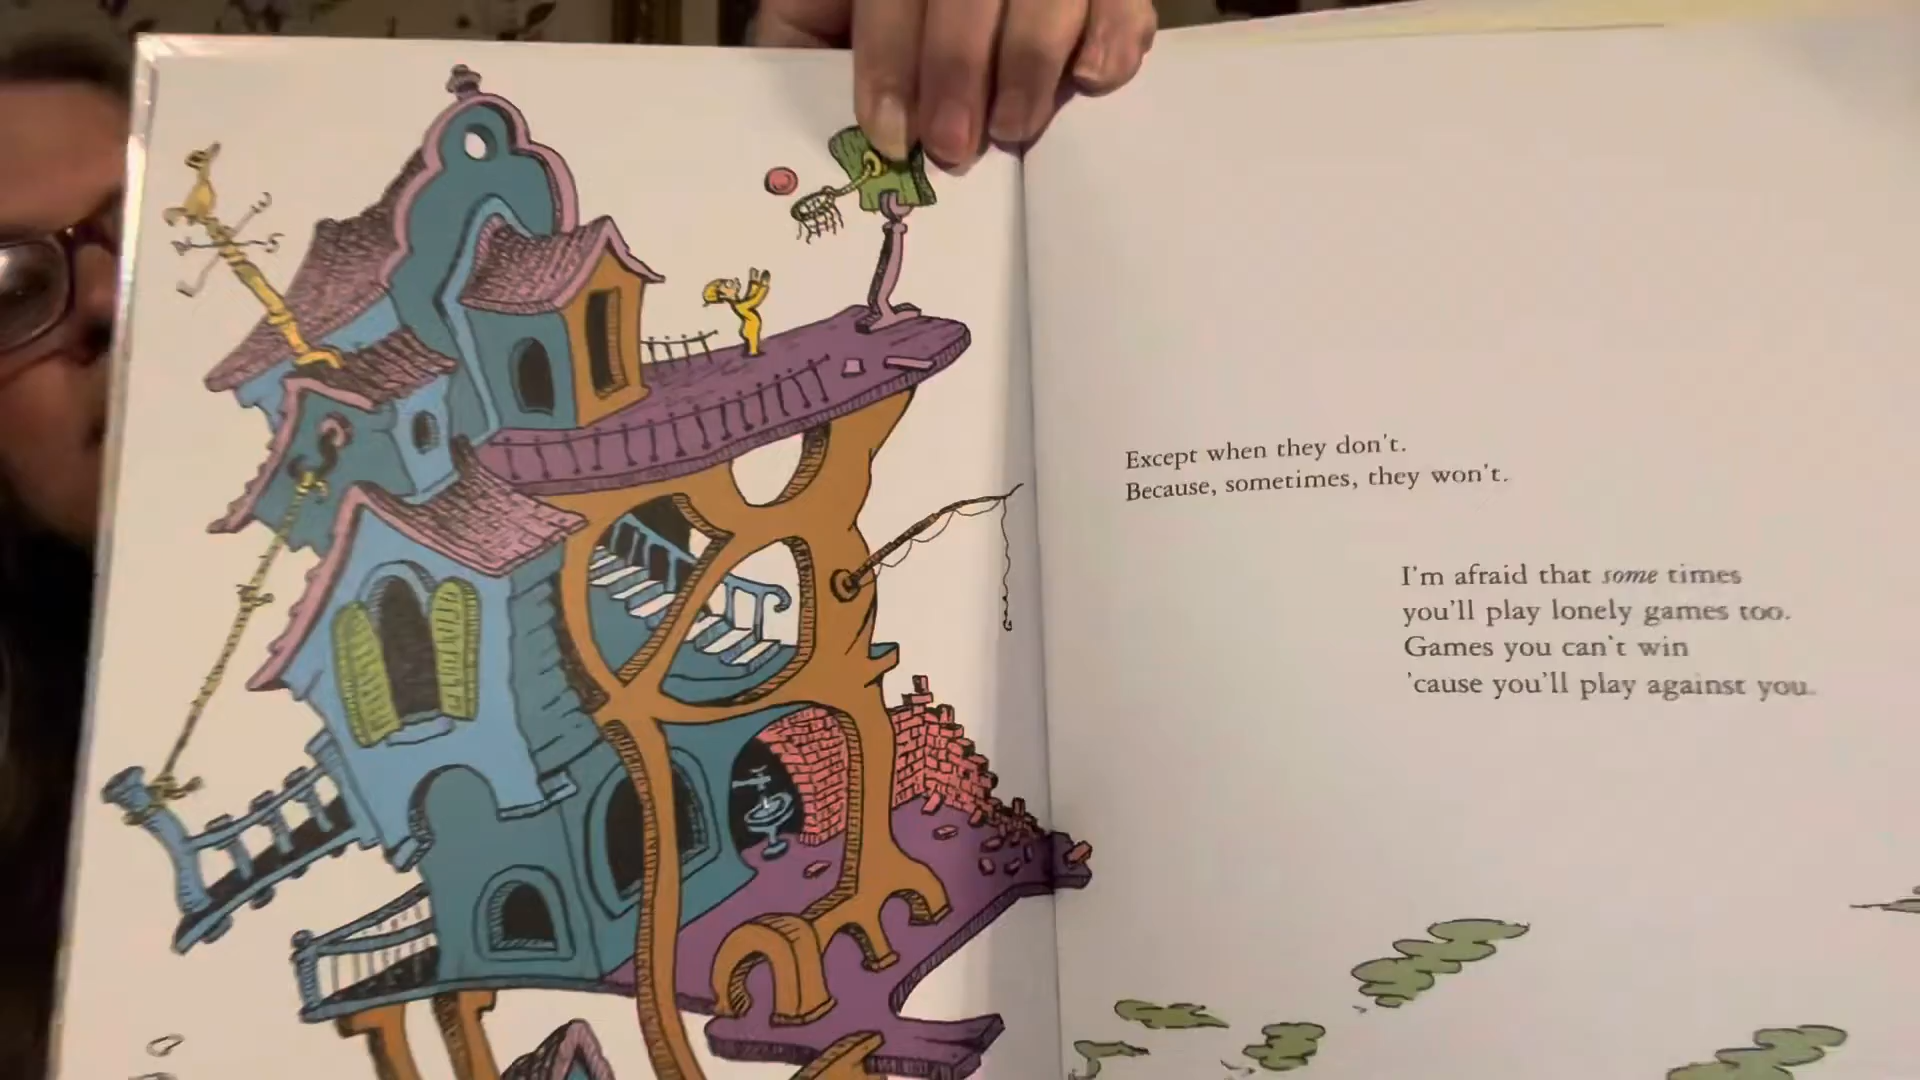 Except when they don't.
Because, sometimes, they won't.
I'm afraid that some times
you'll play lonely games too.
Games you can't win
'cause you'll play against you.